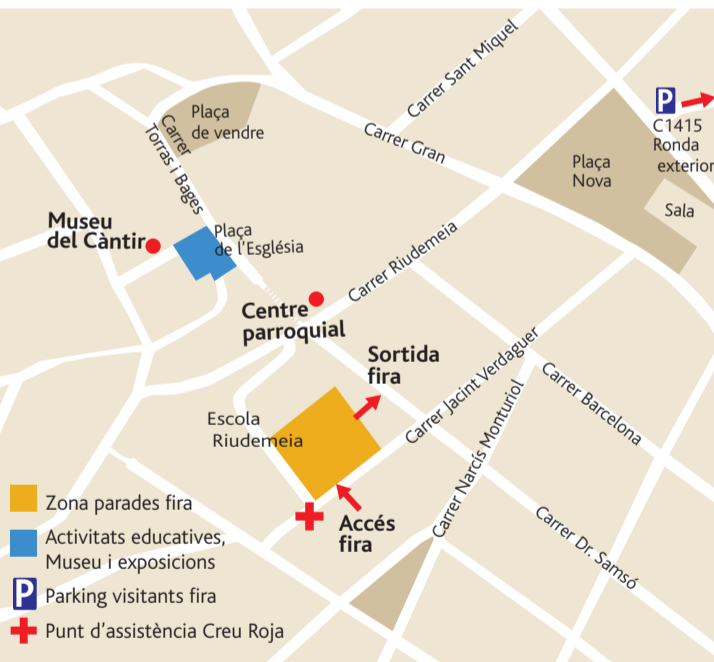 Carrer Sant Miquel
Plaça
de vendre
Carrer
Torras i Bages
Carrer Gran
P
C1415
Ronda
exterior
Plaça
Nova
Sala
Museu
del Càntir
Plaça
de l'Església
Carrer Riudemeia
Centre
parroquial
Sortida
fira
Carrer Jacint Verdaguer
Carrer Barcelona
Carrer Narcís Monturiol
Escola
Riudemeia
Accés
fira
Carrer Dr. Samsó
Zona parades fira
Activitats educatives,
Museu i exposicions
P Parking visitants fira
Punt d'assistència Creu Roja